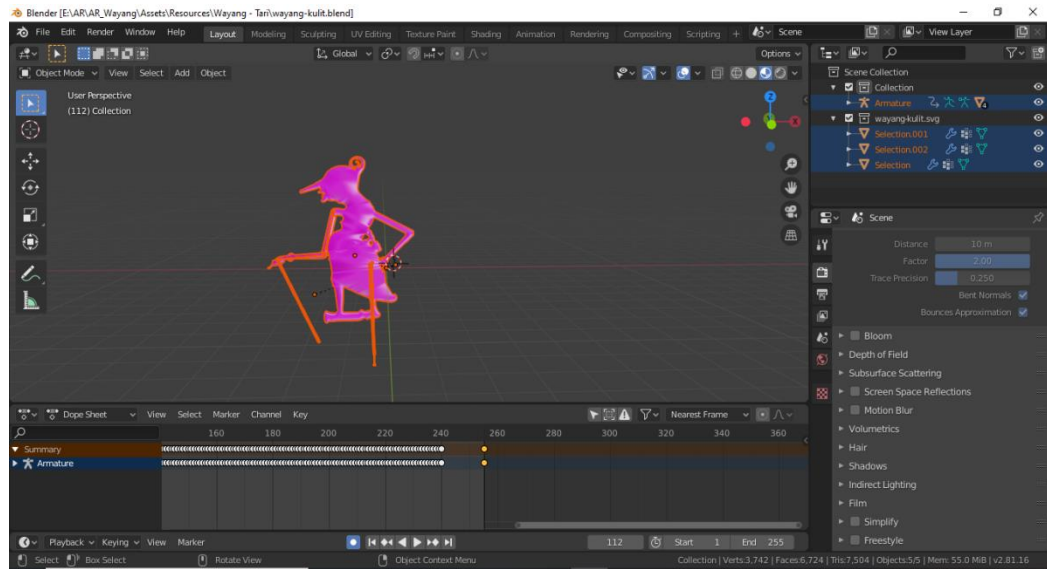 Blender [E:\AR\AR_Wayang\Assets\Resources\Wayang - Tari\wayang-kulit.blend]
File Edit Render Window Help Layout Modeling Sculpting UV Editing Texture Paint Shading Animation Rendering Compositing Scripting + Scene View Layer
Global Options
Object Mode View Select Add Object
User Perspective
(112) Collection
Scene Collection
Collection
Armature 4
wayang-kulit.svg
Selection.001
Selection.002
Selection
Scene
Distance 10 m
Factor 2.00
Trace Precision 0.250
Bent Normals
Bounces Approximation
Bloom
Depth of Field
Subsurface Scattering
Screen Space Reflections
Motion Blur
Volumetrics
Hair
Shadows
Indirect Lighting
Film
Simplify
Freestyle
Dope Sheet View Select Marker Channel Key Nearest Frame
160 180 200 220 240 260 280 300 320 340 360
Summary
Armature
Playback Keying View Marker 112 Start 1 End 255
Select Box Select Rotate View Object Context Menu Collection | Verts:3,742 | Faces:6,724 | Tris:7,504 | Objects:5/5 | Mem: 55.0 MiB | v2.81.16